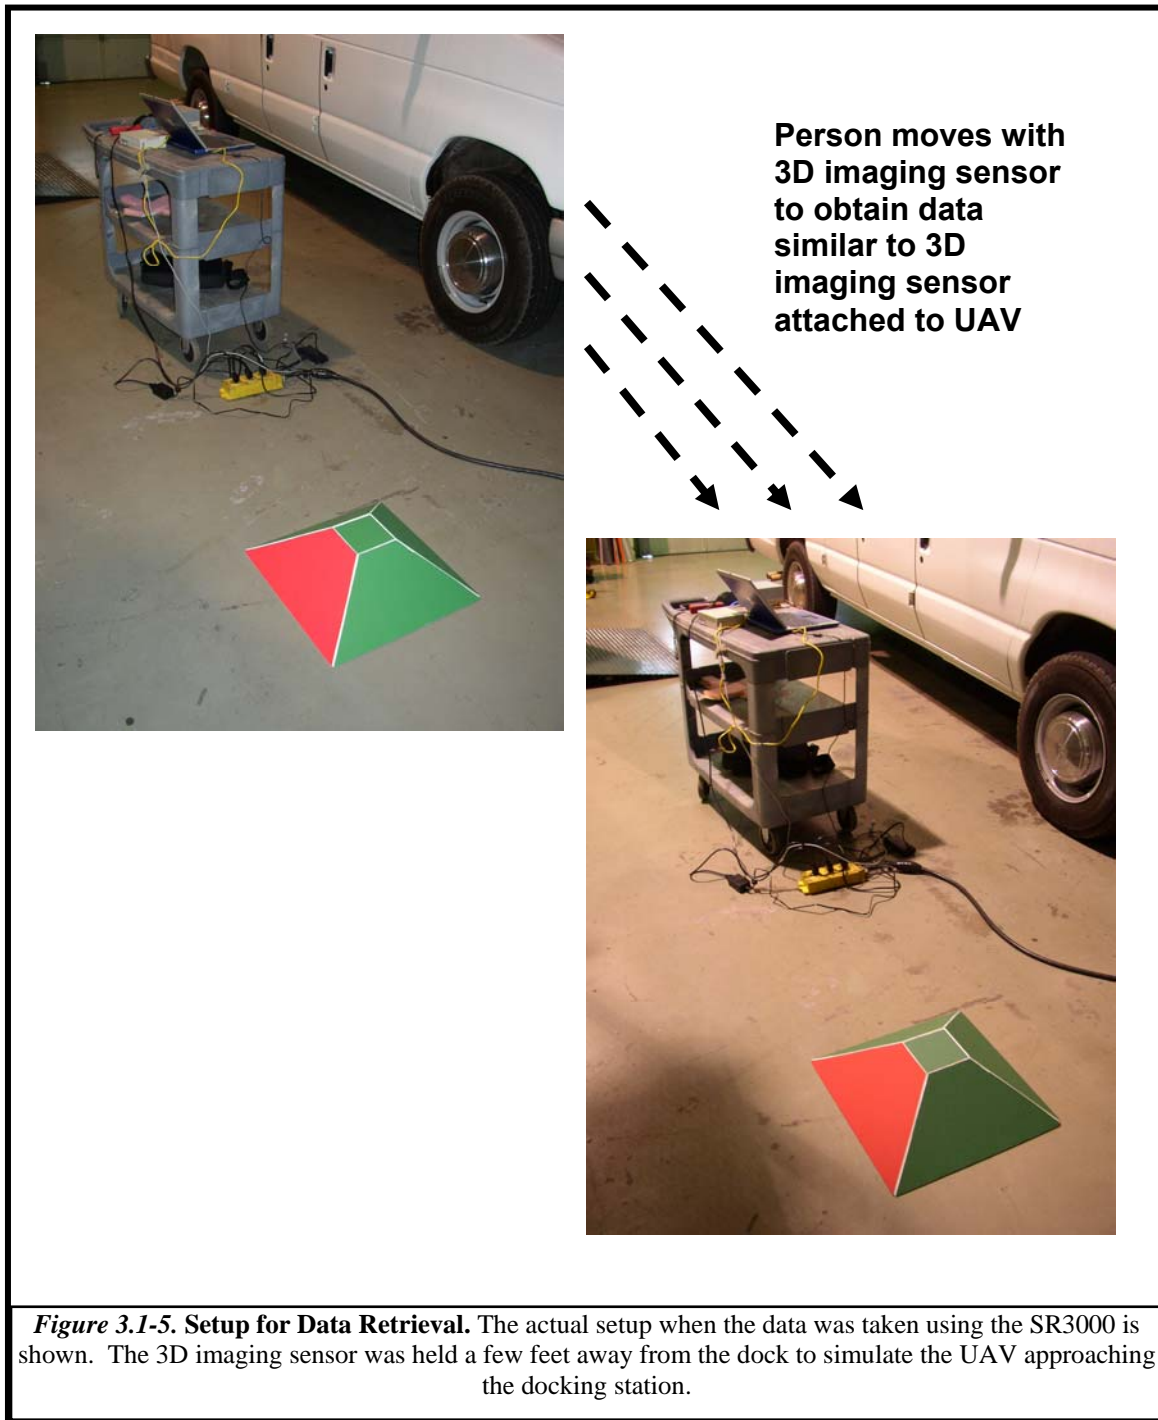 Person moves with
3D imaging sensor
to obtain data
similar to 3D
imaging sensor
attached to UAV
Figure 3.1-5. Setup for Data Retrieval. The actual setup when the data was taken using the SR3000 is
shown. The 3D imaging sensor was held a few feet away from the dock to simulate the UAV approaching
the docking station.